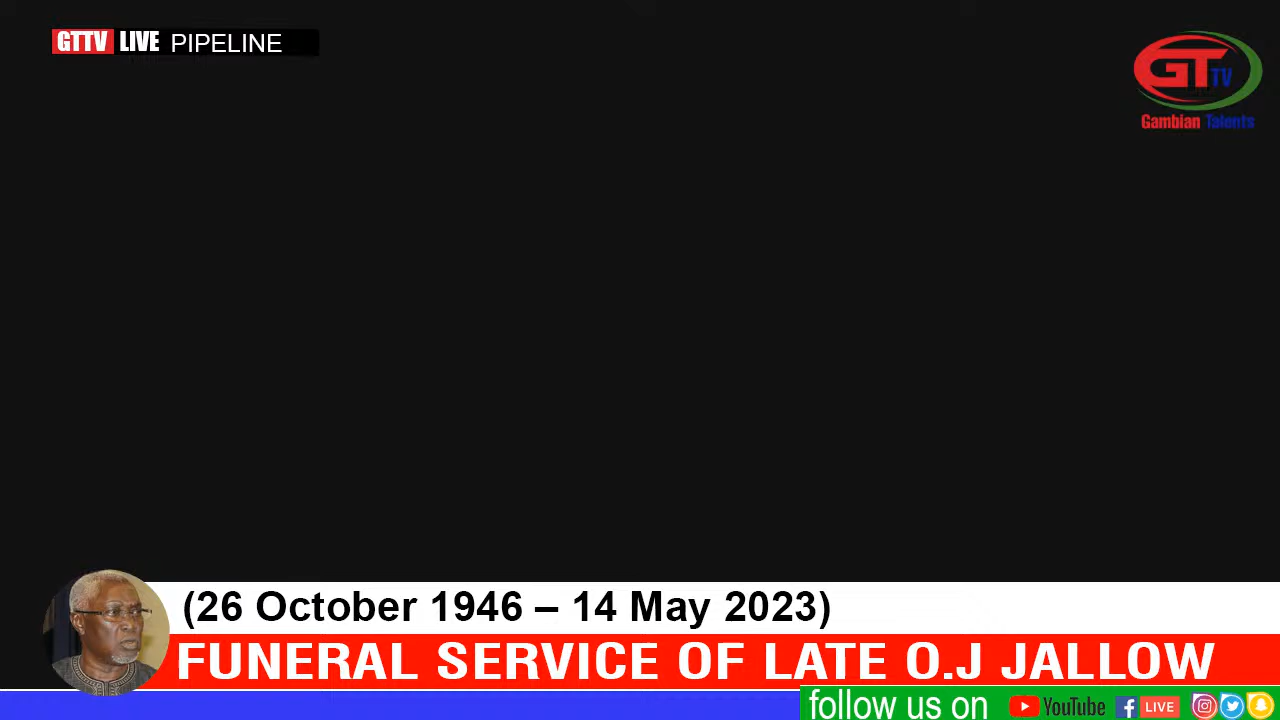 GTTV LIVE PIPELINE
GT TV
Gambian Talents
(26 October 1946 – 14 May 2023)
FUNERAL SERVICE OF LATE O.J JALLOW
follow us on YouTube f LIVE